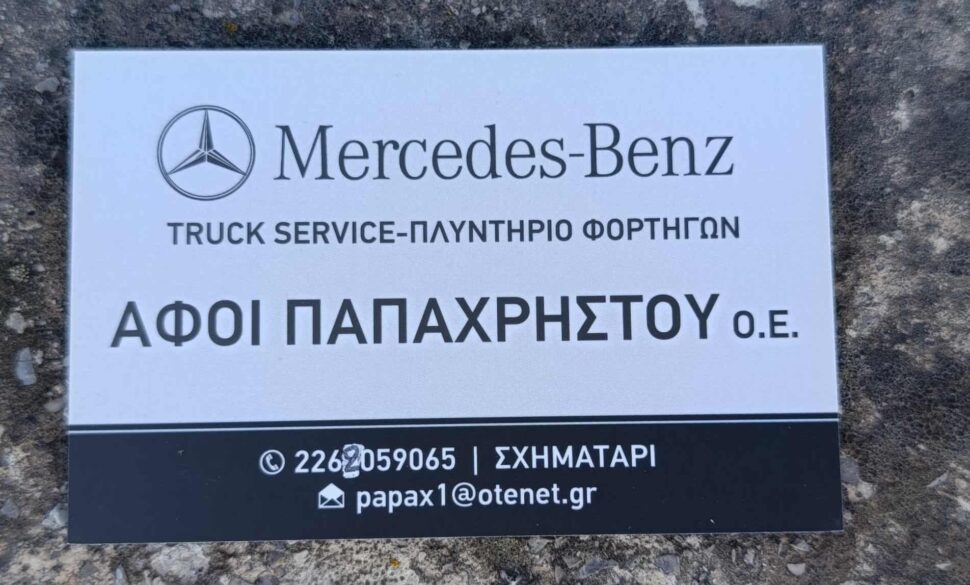 Mercedes-Benz
TRUCK SERVICE-ΠΛΥΝΤΗΡΙΟ ΦΟΡΤΗΓΩΝ
ΑΦΟΙ ΠΑΠΑΧΡΗΣΤΟΥ Ο.Ε.
2262059065 | ΣΧΗΜΑΤΑΡΙ
papax1@otenet.gr